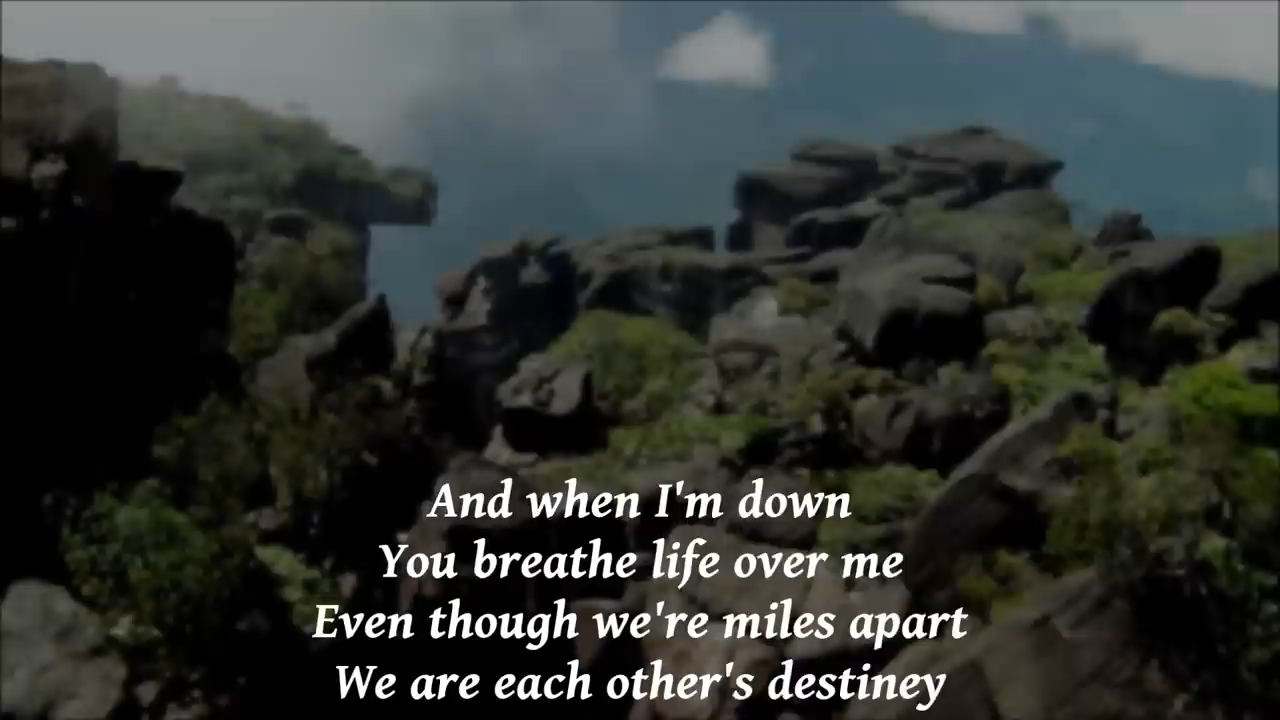 And when I'm down
You breathe life over me
Even though we're miles apart
We are each other's destiney